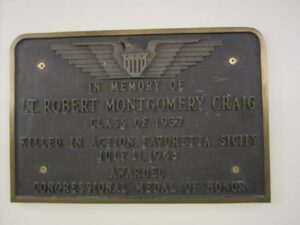 IN MEMORY OF
LT. ROBERT MONTGOMERY CRAIG
CLASS OF 1937
KILLED IN ACTION, FAVORETTA, SICILY
JULY 11, 1943
AWARDED
CONGRESSIONAL MEDAL OF HONOR